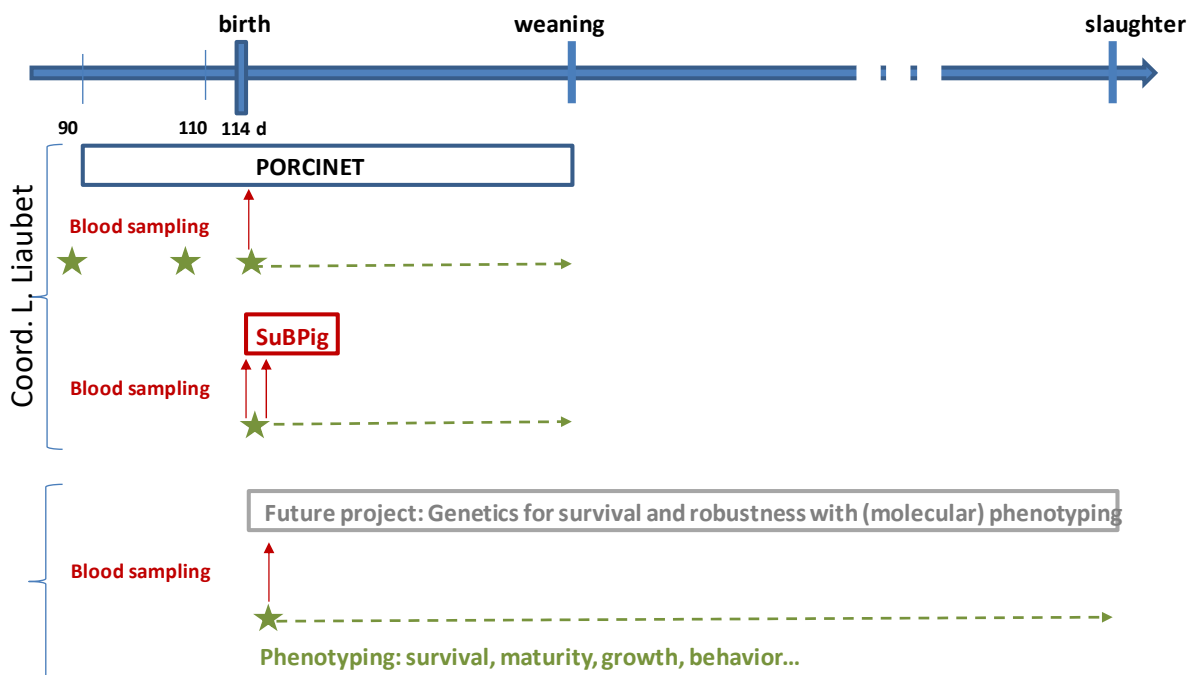 birth
weaning
slaughter
90
110
114 d
PORCINET
Blood sampling
Coord. L. Liaubet
SuBPig
Blood sampling
Future project: Genetics for survival and robustness with (molecular) phenotyping
Blood sampling
Phenotyping: survival, maturity, growth, behavior...